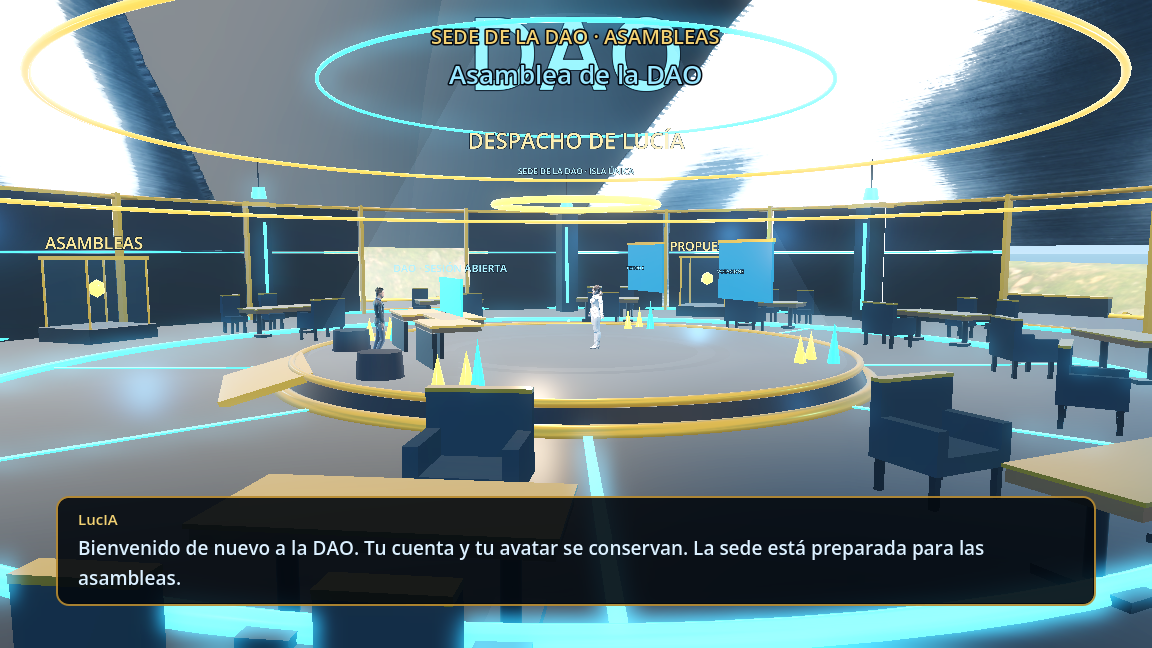 DAO
SEDE DE LA DAO · ASAMBLEAS
Asamblea de la DAO
DESPACHO DE LUCÍA
SEDE DE LA DAO · ISLA ÚNICA
ASAMBLEAS
PROPUE
ABIERTA
LucIA
Bienvenido de nuevo a la DAO. Tu cuenta y tu avatar se conservan. La sede está preparada para las
asambleas.